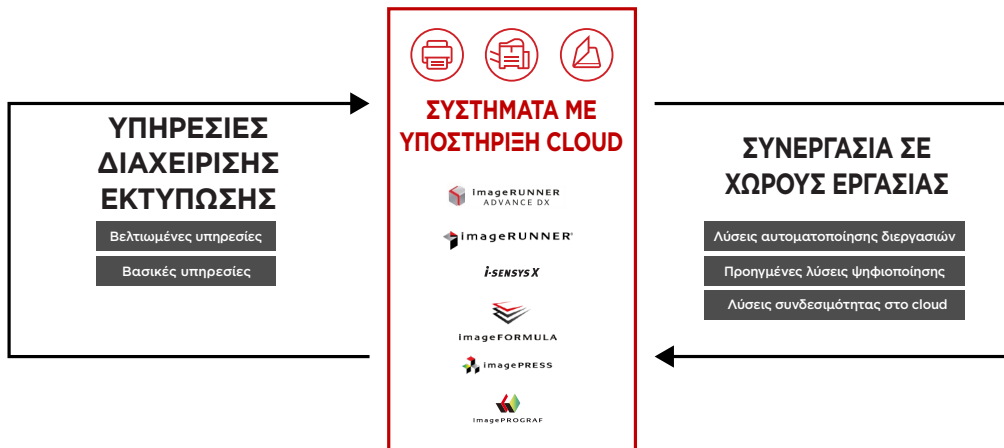 ΥΠΗΡΕΣΙΕΣ
ΔΙΑΧΕΙΡΙΣΗΣ
ΕΚΤΥΠΩΣΗΣ
Βελτιωμένες υπηρεσίες
Βασικές υπηρεσίες
ΣΥΣΤΗΜΑΤΑ ΜΕ
ΥΠΟΣΤΗΡΙΞΗ CLOUD
imageRUNNER
ADVANCE DX
imageRUNNER
i-SENSYS X
imageFORMULA
imagePRESS
imagePROGRAF
ΣΥΝΕΡΓΑΣΙΑ ΣΕ
ΧΩΡΟΥΣ ΕΡΓΑΣΙΑΣ
Λύσεις αυτοματοποίησης διεργασιών
Προηγμένες λύσεις ψηφιοποίησης
Λύσεις συνδεσιμότητας στο cloud